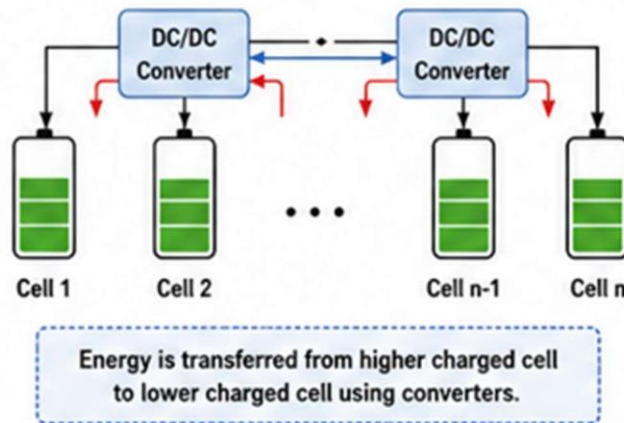 DC/DC
Converter
DC/DC
Converter
Cell 1
Cell 2
Cell n-1
Cell n
Energy is transferred from higher charged cell
to lower charged cell using converters.